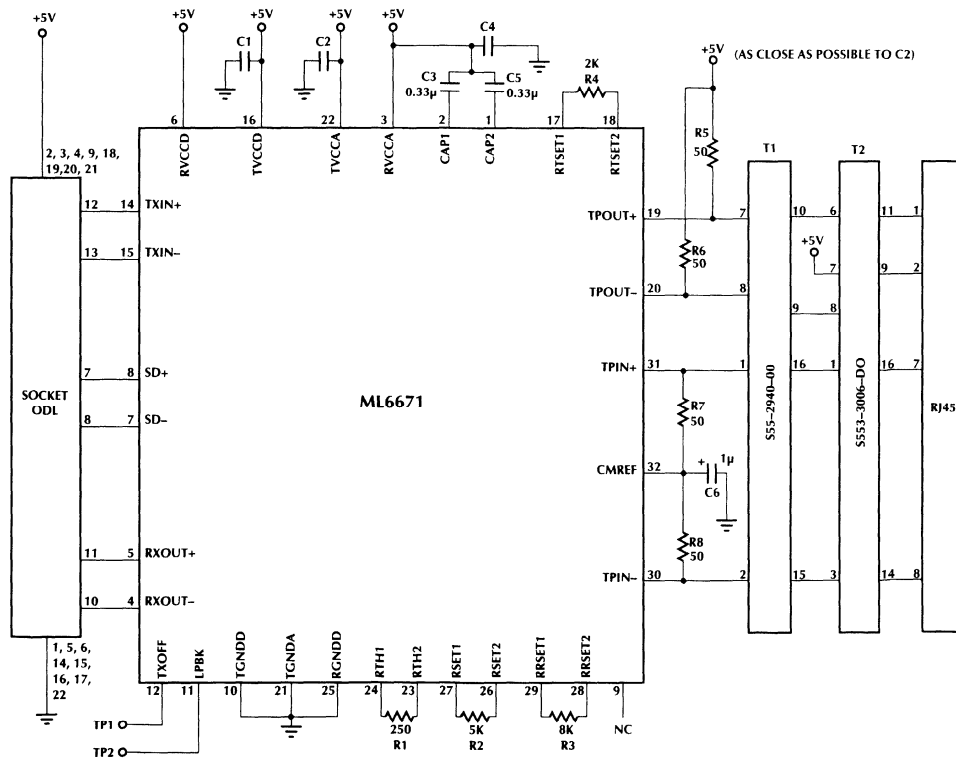 +5V
+5V
+5V
+5V
+5V
C1
C2
C4
C3
0.33µ
C5
0.33µ
2K
R4
+5V
(AS CLOSE AS POSSIBLE TO C2)
6
16
22
3
2
1
17
18
RVCCD
TVCCD
TVCCA
RVCCA
CAP1
CAP2
RTSET1
RTSET2
R5
50
T1
T2
2, 3, 4, 9, 18,
19,20, 21
12
14
TXIN+
13
15
TXIN–
TPOUT+
19
7
10
6
11
1
+5V
7
9
2
R6
50
TPOUT–
20
8
9
8
7
8
SD+
8
7
SD–
SOCKET
ODL
ML6671
TPIN+
31
1
16
1
16
7
R7
50
S55–2940–00
S553–3006–DO
RJ45
CMREF
32
+
1µ
C6
R8
50
11
5
RXOUT+
10
4
RXOUT–
TPIN–
30
2
15
3
14
8
1, 5, 6,
14, 15,
16, 17,
22
TXOFF
LPBK
TGNDD
TGNDA
RGNDD
RTH1
RTH2
RSET1
RSET2
RRSET1
RRSET2
12
11
10
21
25
24
23
27
26
29
28
9
TP1
TP2
250
R1
5K
R2
8K
R3
NC